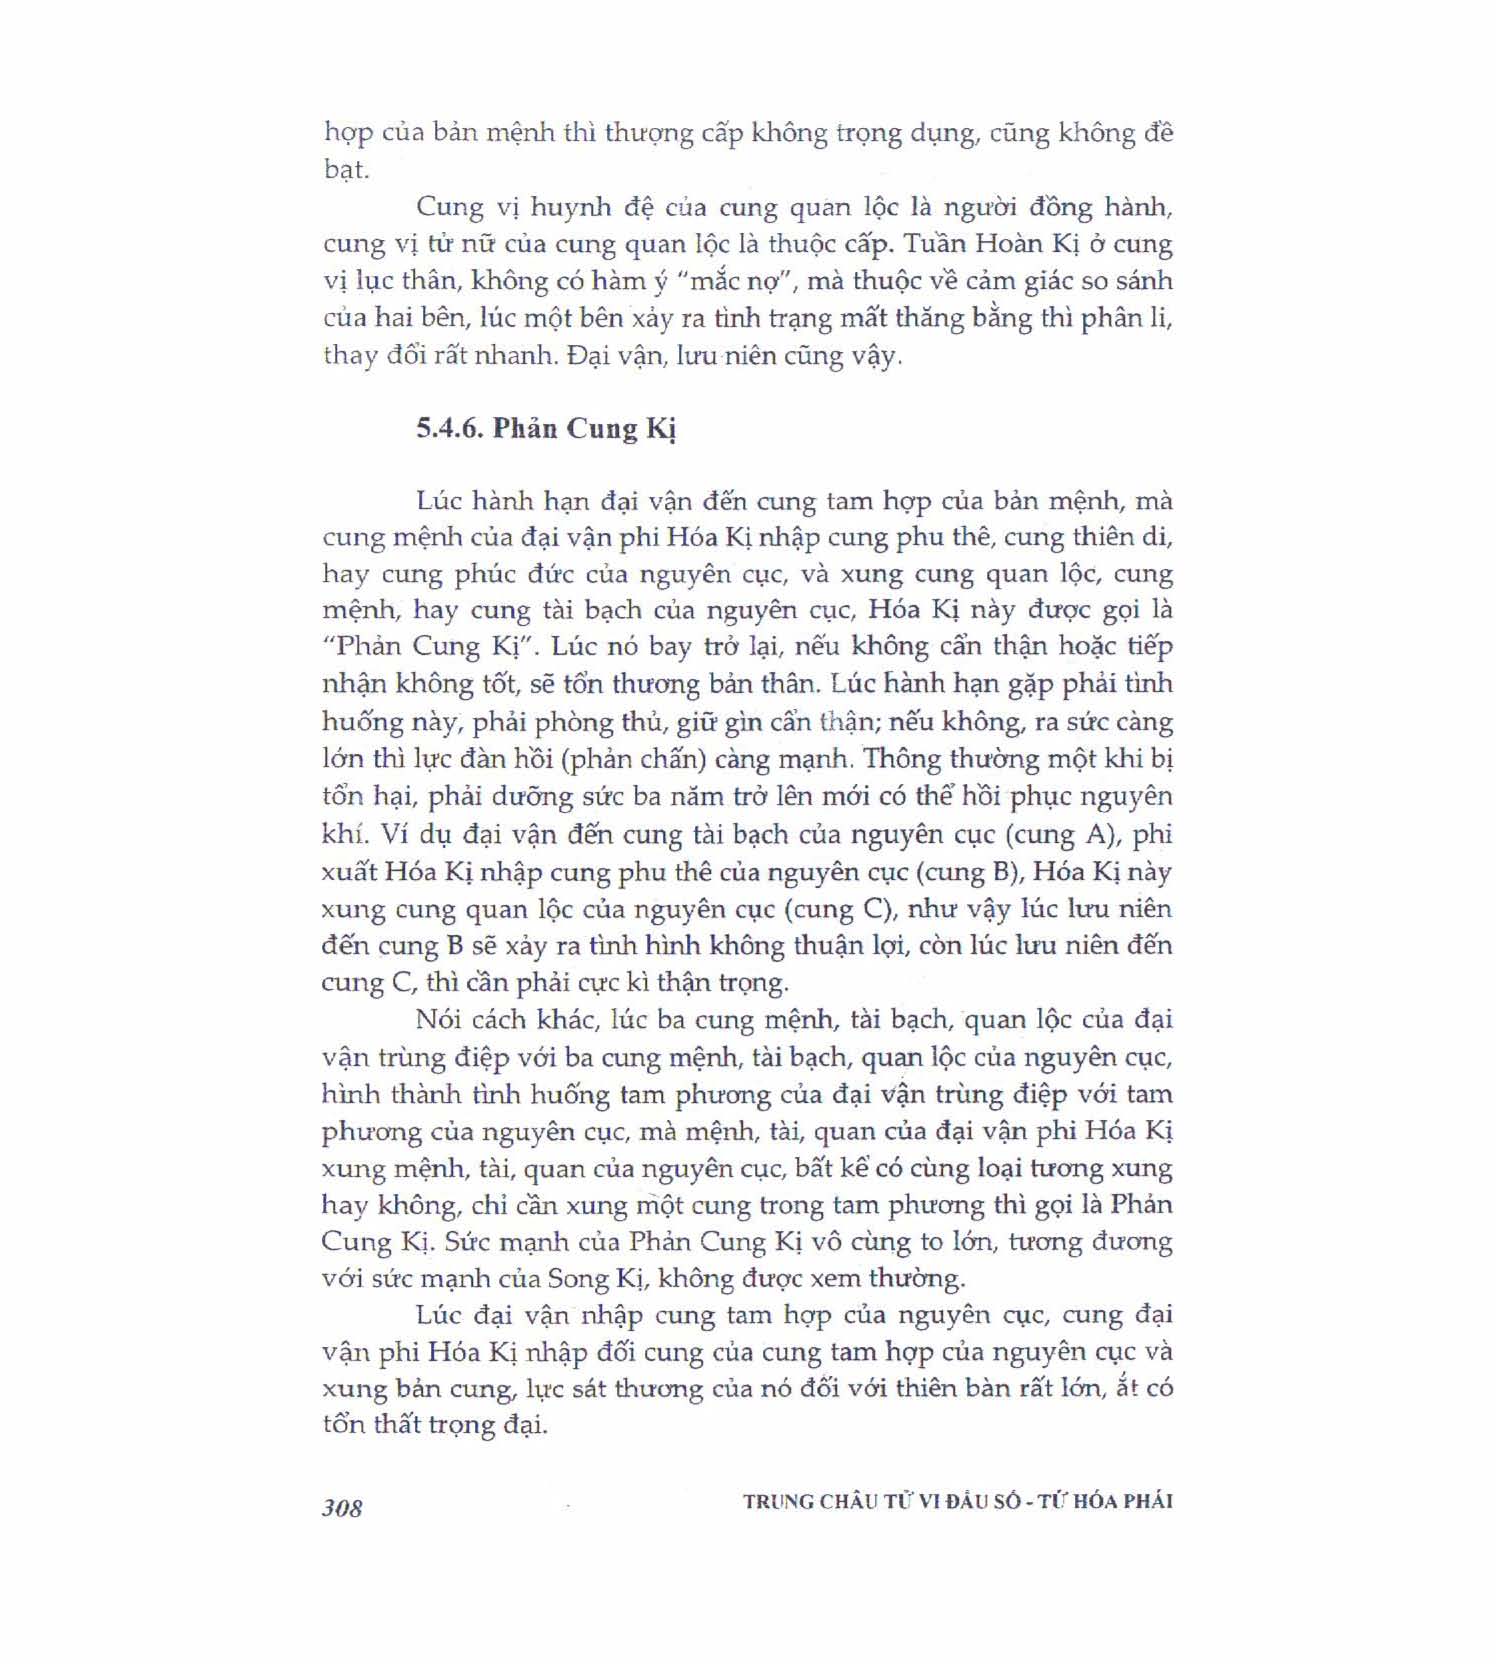 hợp của bản mệnh thì thượng cấp không trọng dụng, cũng không đề
bạt.
Cung vị huynh đệ của cung quan lộc là người đồng hành,
cung vị tử nữ của cung quan lộc là thuộc cấp. Tuần Hoàn Kị ở cung
vị lục thân, không có hàm ý "mắc nợ", mà thuộc về cảm giác so sánh
của hai bên, lúc một bên xảy ra tình trạng mất thăng bằng thì phân li,
thay đổi rất nhanh. Đại vận, lưu niên cũng vậy.
5.4.6. Phản Cung Kị
Lúc hành hạn đại vận đến cung tam hợp của bản mệnh, mà
cung mệnh của đại vận phi Hóa Kị nhập cung phu thê, cung thiên di,
hay cung phúc đức của nguyên cục, và xung cung quan lộc, cung
mệnh, hay cung tài bạch của nguyên cục, Hóa Kị này được gọi là
"Phản Cung Kị". Lúc nó bay trở lại, nếu không cẩn thận hoặc tiếp
nhận không tốt, sẽ tổn thương bản thân. Lúc hành hạn gặp phải tình
huống này, phải phòng thủ, giữ gìn cẩn thận; nếu không, ra sức càng
lớn thì lực đàn hồi (phản chấn) càng mạnh. Thông thường một khi bị
tổn hại, phải dưỡng sức ba năm trở lên mới có thể hồi phục nguyên
khí. Ví dụ đại vận đến cung tài bạch của nguyên cục (cung A), phi
xuất Hóa Kị nhập cung phu thê của nguyên cục (cung B), Hóa Kị này
xung cung quan lộc của nguyên cục (cung C), như vậy lúc lưu niên
đến cung B sẽ xảy ra tình hình không thuận lợi, còn lúc lưu niên đến
cung C, thì cần phải cực kì thận trọng.
Nói cách khác, lúc ba cung mệnh, tài bạch, quan lộc của đại
vận trùng điệp với ba cung mệnh, tài bạch, quan lộc của nguyên cục,
hình thành tình huống tam phương của đại vận trùng điệp với tam
phương của nguyên cục, mà mệnh, tài, quan của đại vận phi Hóa Kị
xung mệnh, tài, quan của nguyên cục, bất kể có cùng loại tương xung
hay không, chỉ cần xung một cung trong tam phương thì gọi là Phản
Cung Kị. Sức mạnh của Phản Cung Kị vô cùng to lớn, tương đương
với sức mạnh của Song Kị, không được xem thường.
Lúc đại vận nhập cung tam hợp của nguyên cục, cung đại
vận phi Hóa Kị nhập đối cung của cung tam hợp của nguyên cục và
xung bản cung, lực sát thương của nó đối với thiên bàn rất lớn, ắt có
tổn thất trọng đại.
308 TRUNG CHÂU TỬ VI ĐẨU SỐ - TỨ HÓA PHÁI